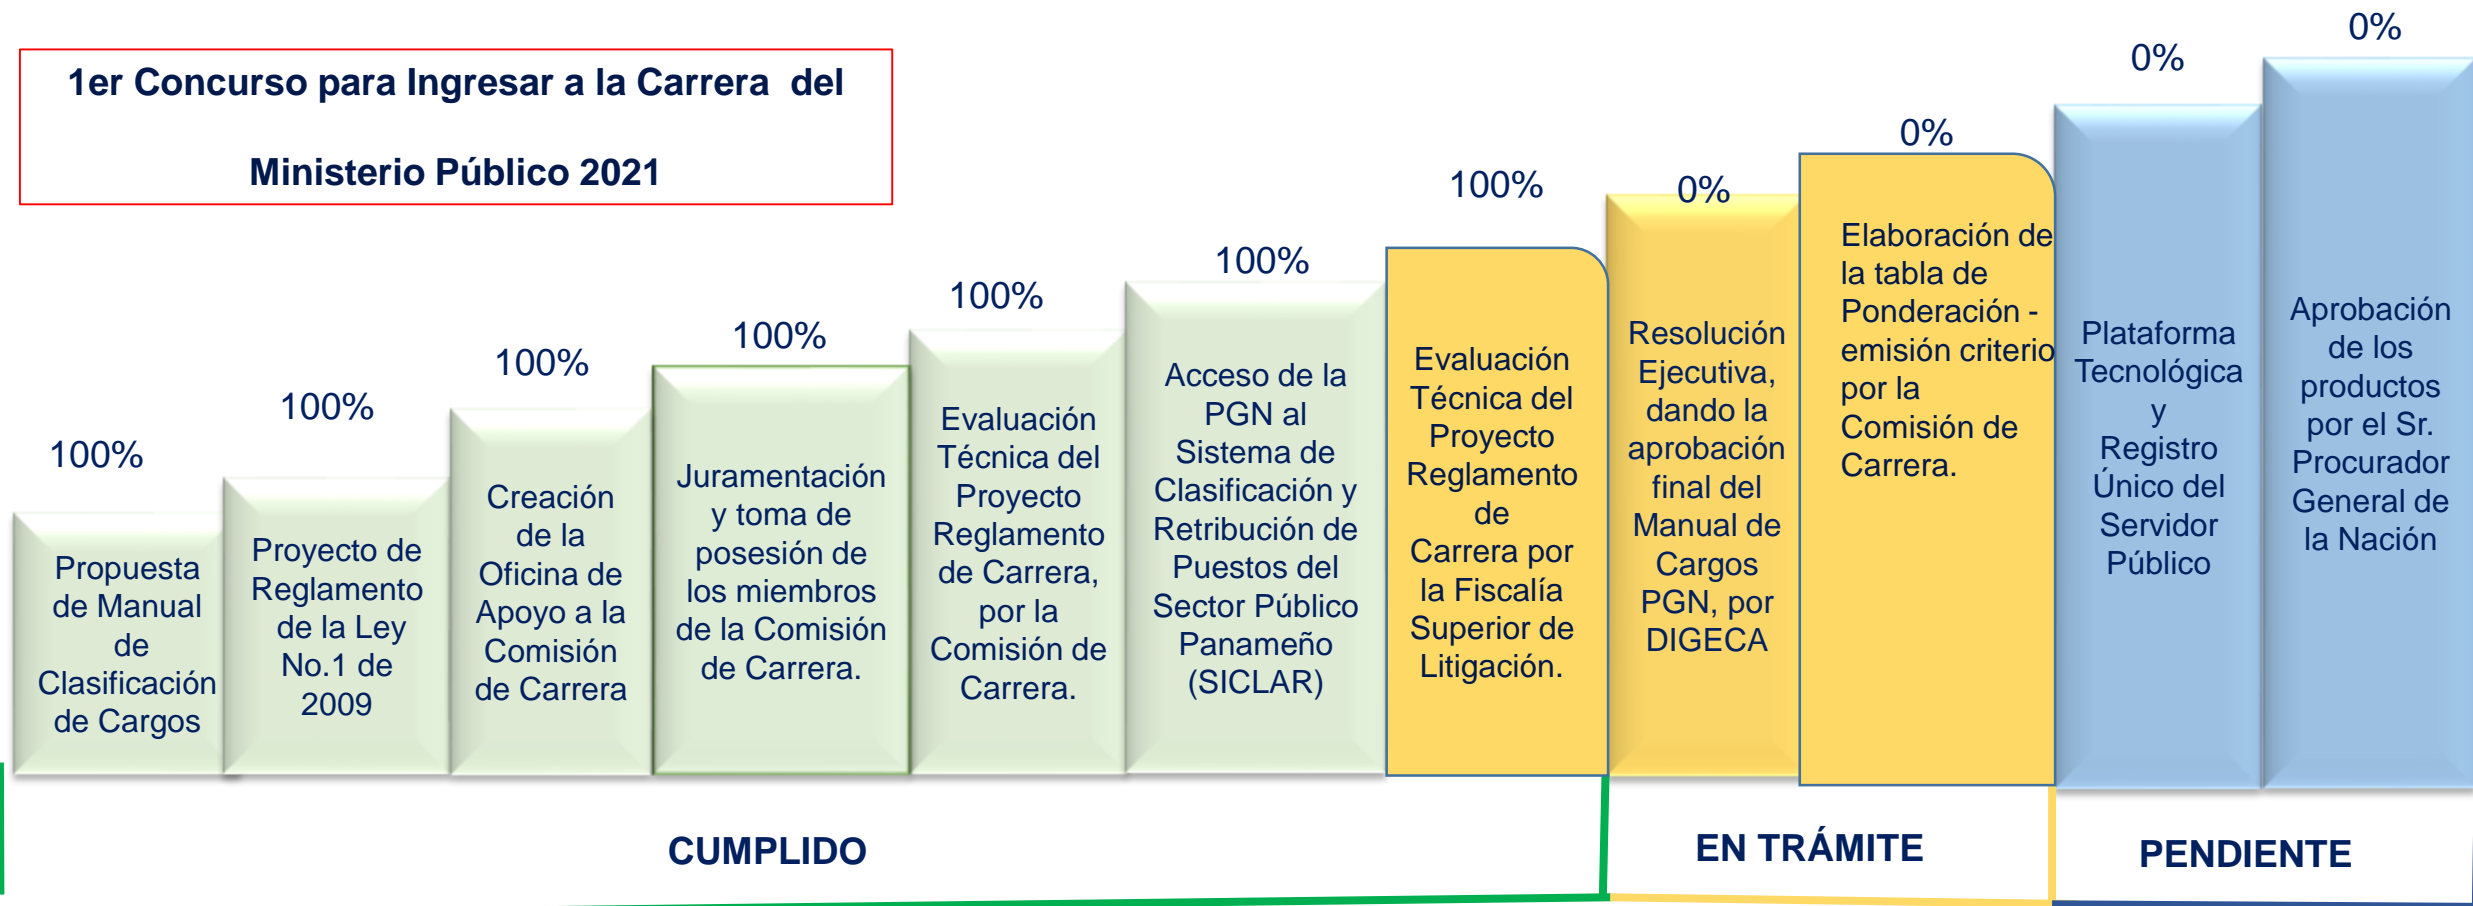 1er Concurso para Ingresar a la Carrera del
Ministerio Público 2021
100%
Propuesta
de Manual
de
Clasificación
de Cargos
100%
Proyecto de
Reglamento
de la Ley
No.1 de
2009
100%
Creación
de la
Oficina de
Apoyo a la
Comisión
de Carrera
100%
Juramentación
y toma de
posesión de
los miembros
de la Comisión
de Carrera.
100%
Evaluación
Técnica del
Proyecto
Reglamento
de Carrera,
por la
Comisión de
Carrera.
100%
Acceso de la
PGN al
Sistema de
Clasificación y
Retribución de
Puestos del
Sector Público
Panameño
(SICLAR)
100%
Evaluación
Técnica del
Proyecto
Reglamento
de
Carrera por
la Fiscalía
Superior de
Litigación.
0%
Resolución
Ejecutiva,
dando la
aprobación
final del
Manual de
Cargos
PGN, por
DIGECA
0%
Elaboración de
la tabla de
Ponderación -
emisión criterio
por la
Comisión de
Carrera.
0%
Plataforma
Tecnológica
y
Registro
Único del
Servidor
Público
0%
Aprobación
de los
productos
por el Sr.
Procurador
General de
la Nación
CUMPLIDO
EN TRÁMITE
PENDIENTE